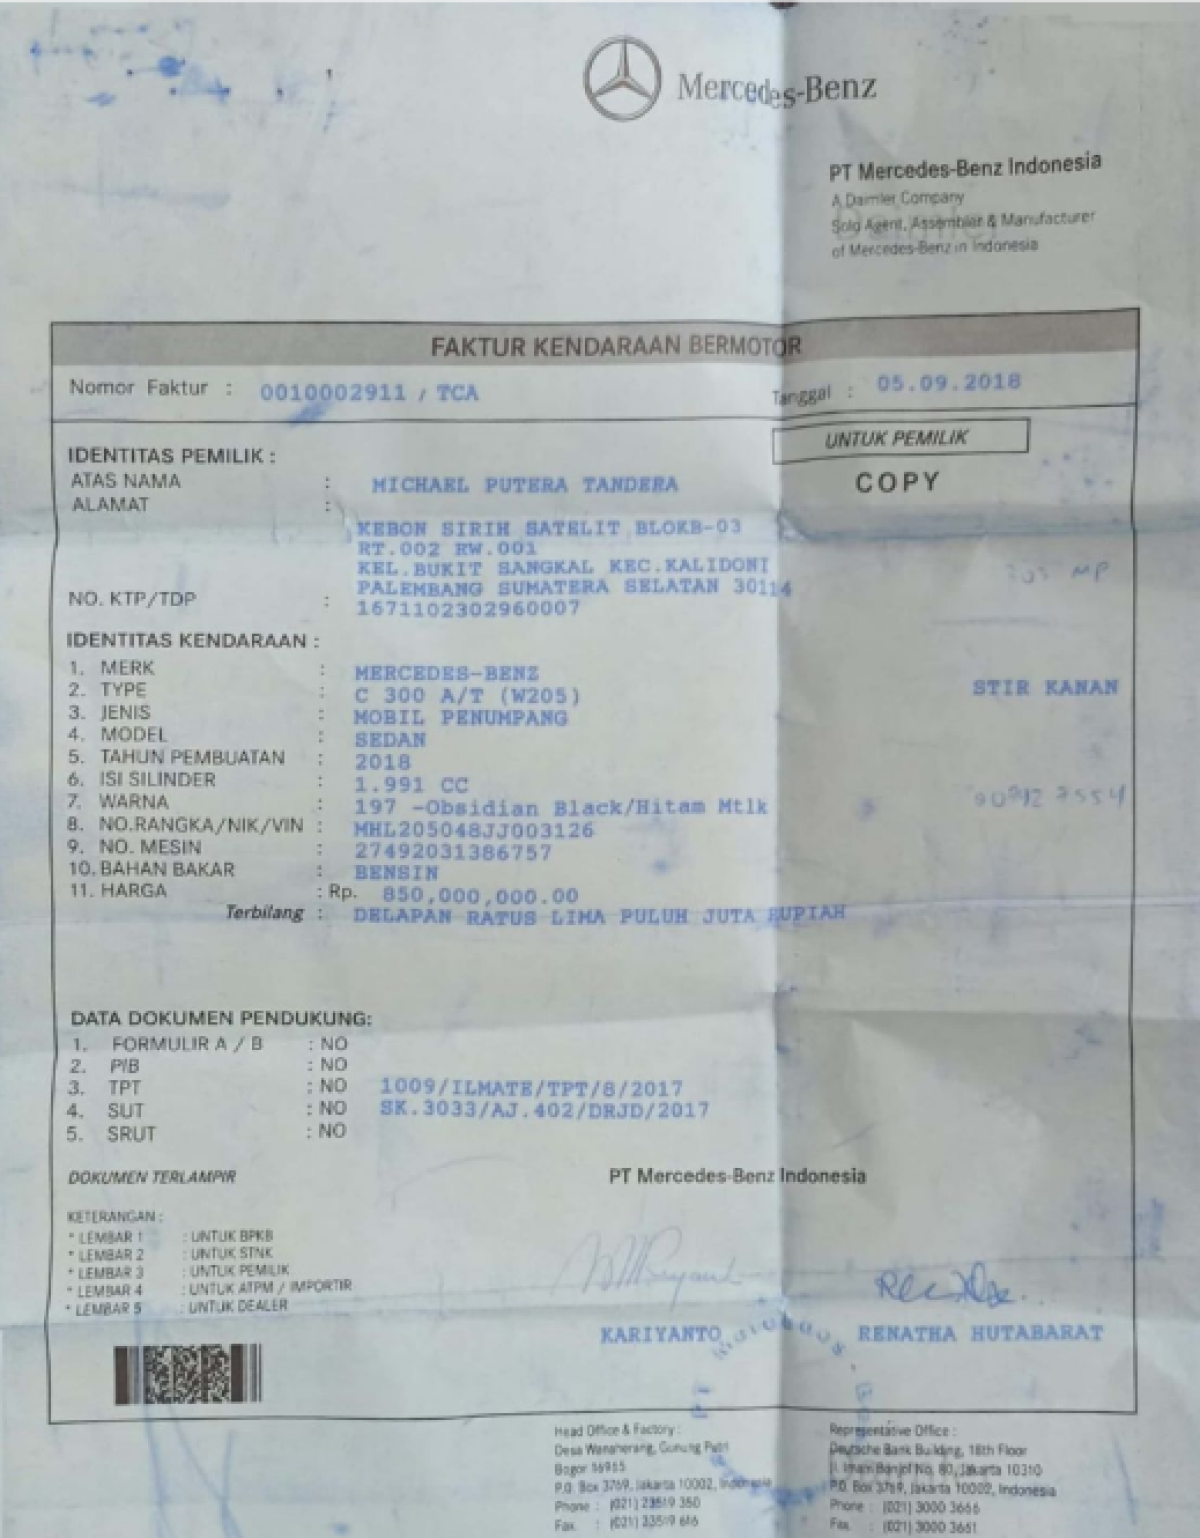 Mercedes-Benz
PT Mercedes-Benz Indonesia
A Daimler Company
Sole Agent, Assembler & Manufacturer
of Mercedes-Benz in Indonesia
FAKTUR KENDARAAN BERMOTOR
Nomor Faktur : 0010002911 / TCA Tanggal : 05.09.2018
UNTUK PEMILIK
COPY
IDENTITAS PEMILIK :
ATAS NAMA : MICHAEL PUTERA TANDERA
ALAMAT :
KEBON SIRIH SATELIT BLOKB-03
RT.002 RW.001
KEL.BUKIT SANGKAL KEC.KALIDONI
PALEMBANG SUMATERA SELATAN 30114
NO. KTP/TDP : 1671102302960007
IDENTITAS KENDARAAN :
1. MERK : MERCEDES-BENZ
2. TYPE : C 300 A/T (W205) STIR KANAN
3. JENIS : MOBIL PENUMPANG
4. MODEL : SEDAN
5. TAHUN PEMBUATAN : 2018
6. ISI SILINDER : 1.991 CC
7. WARNA : 197 -Obsidian Black/Hitam Mtlk
8. NO.RANGKA/NIK/VIN : MHL205048JJ003126
9. NO. MESIN : 27492031386757
10. BAHAN BAKAR : BENSIN
11. HARGA : Rp. 850,000,000.00
Terbilang : DELAPAN RATUS LIMA PULUH JUTA RUPIAH
DATA DOKUMEN PENDUKUNG:
1. FORMULIR A / B : NO
2. PIB : NO
3. TPT : NO 1009/ILMATE/TPT/8/2017
4. SUT : NO SK.3033/AJ.402/DRJD/2017
5. SRUT : NO
DOKUMEN TERLAMPIR PT Mercedes-Benz Indonesia
KETERANGAN :
* LEMBAR 1 : UNTUK BPKB
* LEMBAR 2 : UNTUK STNK
* LEMBAR 3 : UNTUK PEMILIK
* LEMBAR 4 : UNTUK ATPM / IMPORTIR
* LEMBAR 5 : UNTUK DEALER
KARIYANTO RENATHA HUTABARAT
Head Office & Factory :
Desa Wanaherang, Gunung Putri
Bogor 16965
P.O. Box 3769, Jakarta 10002, Indonesia
Phone : (021) 23519 350
Fax. : (021) 23519 616
Representative Office :
Deutsche Bank Building, 18th Floor
Jl. Imam Bonjol No. 80, Jakarta 10310
P.O. Box 3769, Jakarta 10002, Indonesia
Phone : (021) 3000 3666
Fax. : (021) 3000 3661